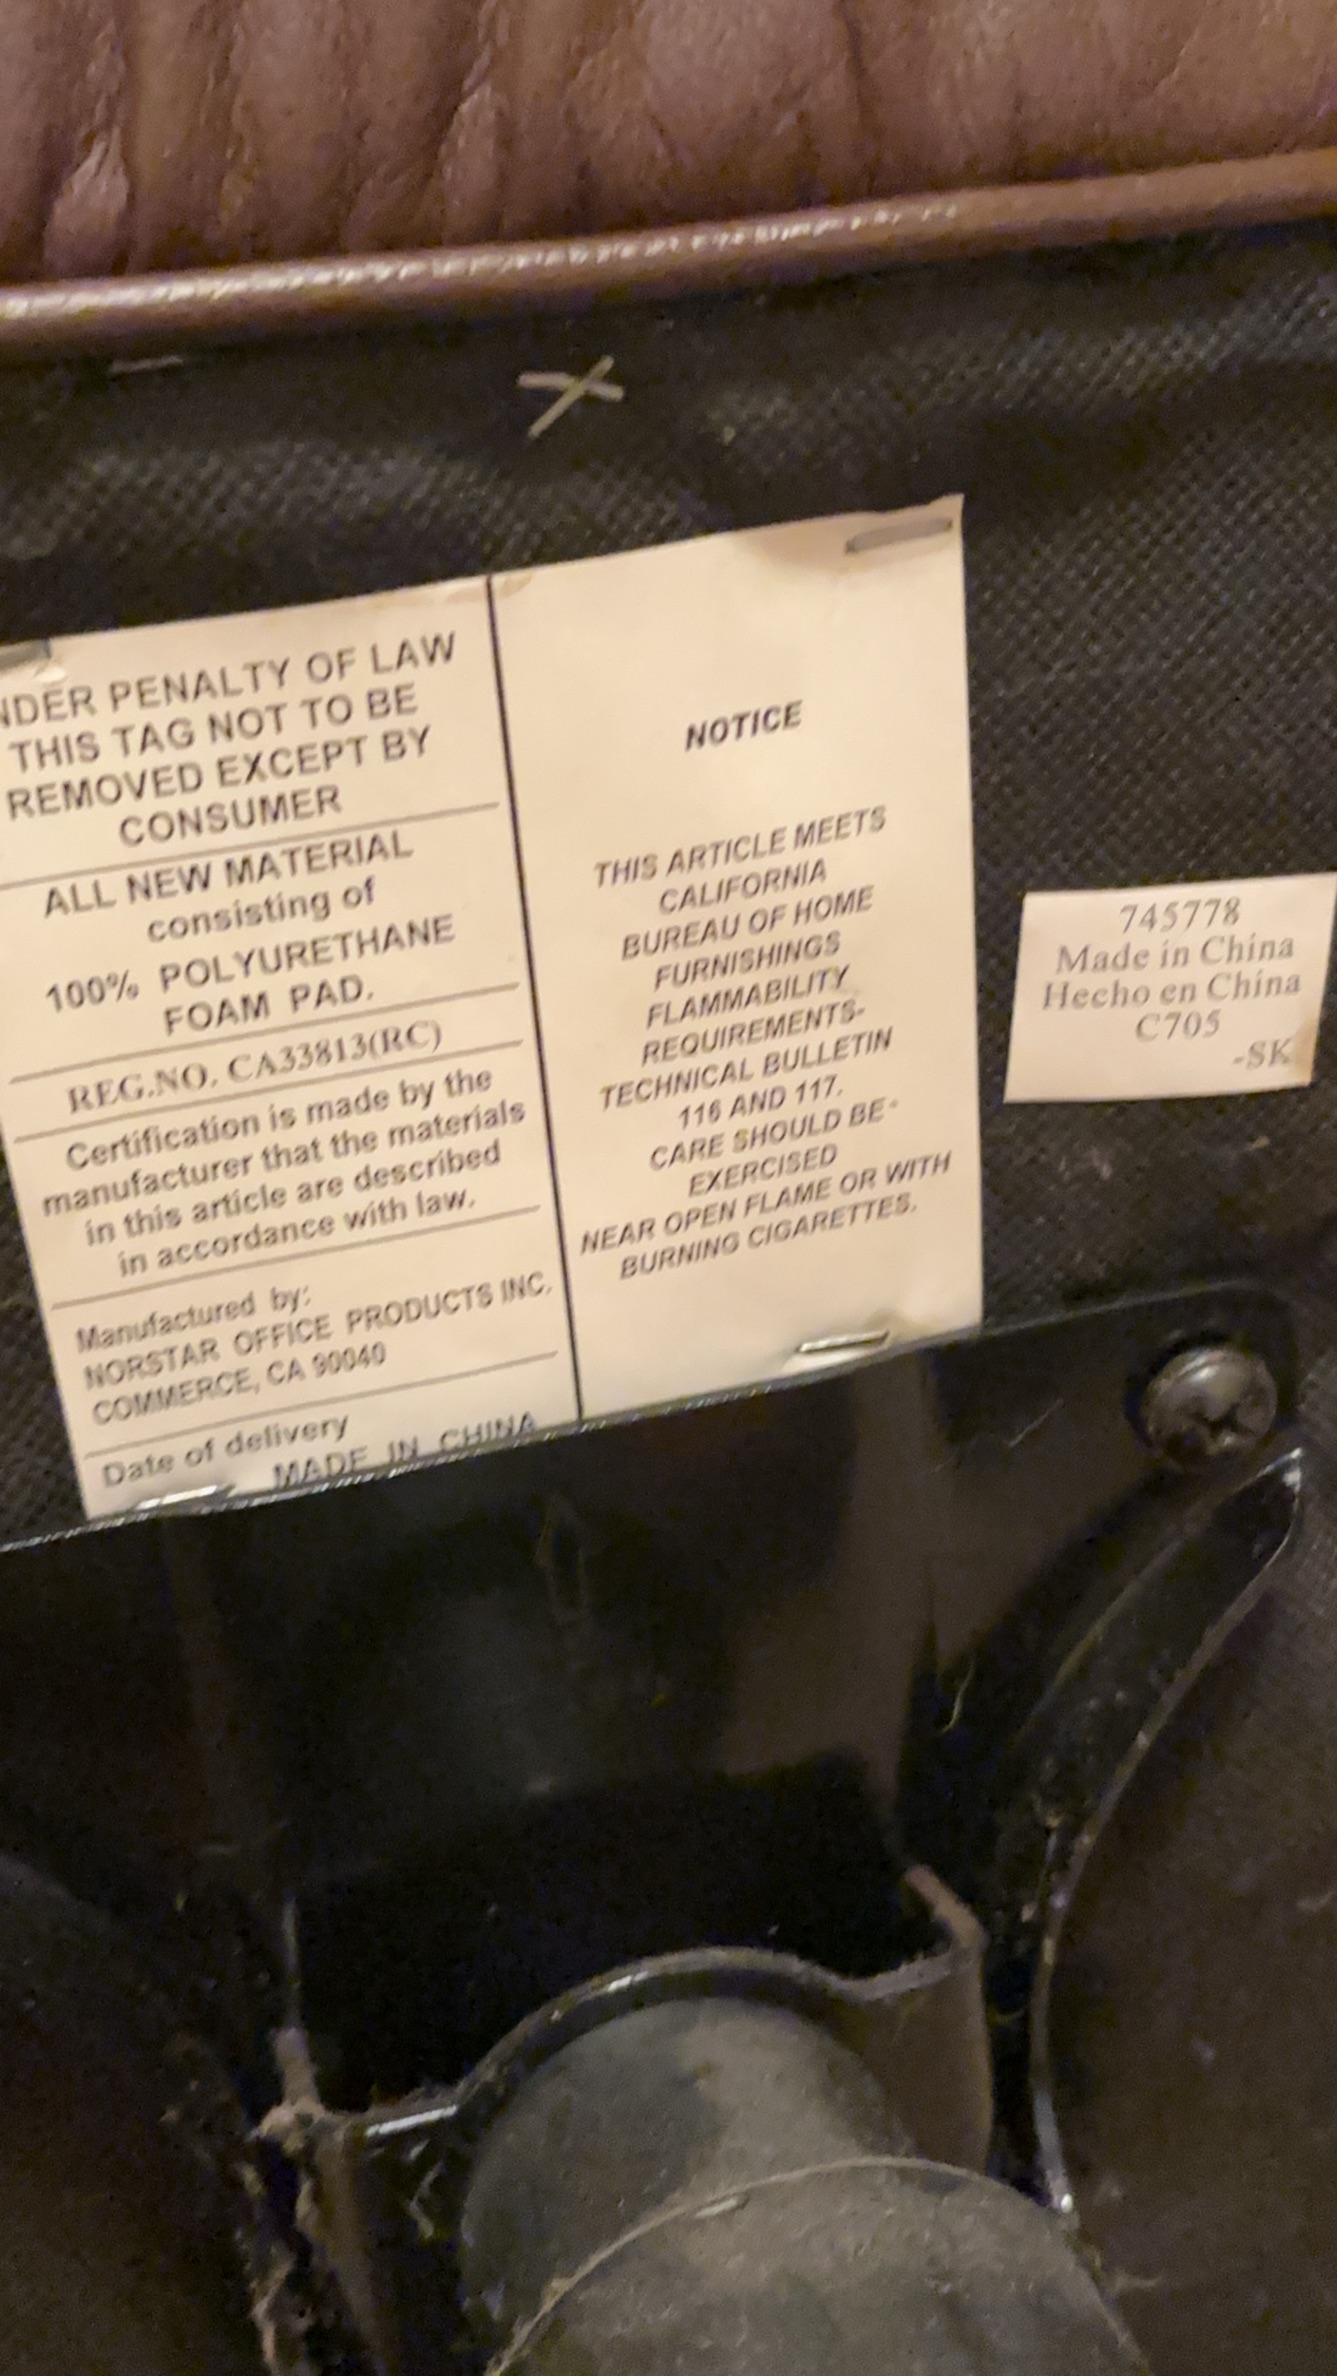 NDER PENALTY OF LAW
THIS TAG NOT TO BE
REMOVED EXCEPT BY
CONSUMER
ALL NEW MATERIAL
consisting of
100% POLYURETHANE
FOAM PAD.
REG.NO. CA33813(RC)
Certification is made by the
manufacturer that the materials
in this article are described
in accordance with law.
Manufactured by:
NORSTAR OFFICE PRODUCTS INC.
COMMERCE, CA 90040
Date of delivery
MADE IN CHINA
NOTICE
THIS ARTICLE MEETS
CALIFORNIA
BUREAU OF HOME
FURNISHINGS
FLAMMABILITY
REQUIREMENTS-
TECHNICAL BULLETIN
116 AND 117.
CARE SHOULD BE-
EXERCISED
NEAR OPEN FLAME OR WITH
BURNING CIGARETTES.
745778
Made in China
Hecho en China
C705
-SK